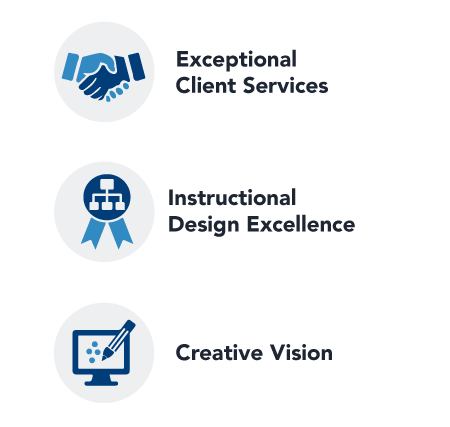 Exceptional
Client Services
Instructional
Design Excellence
Creative Vision